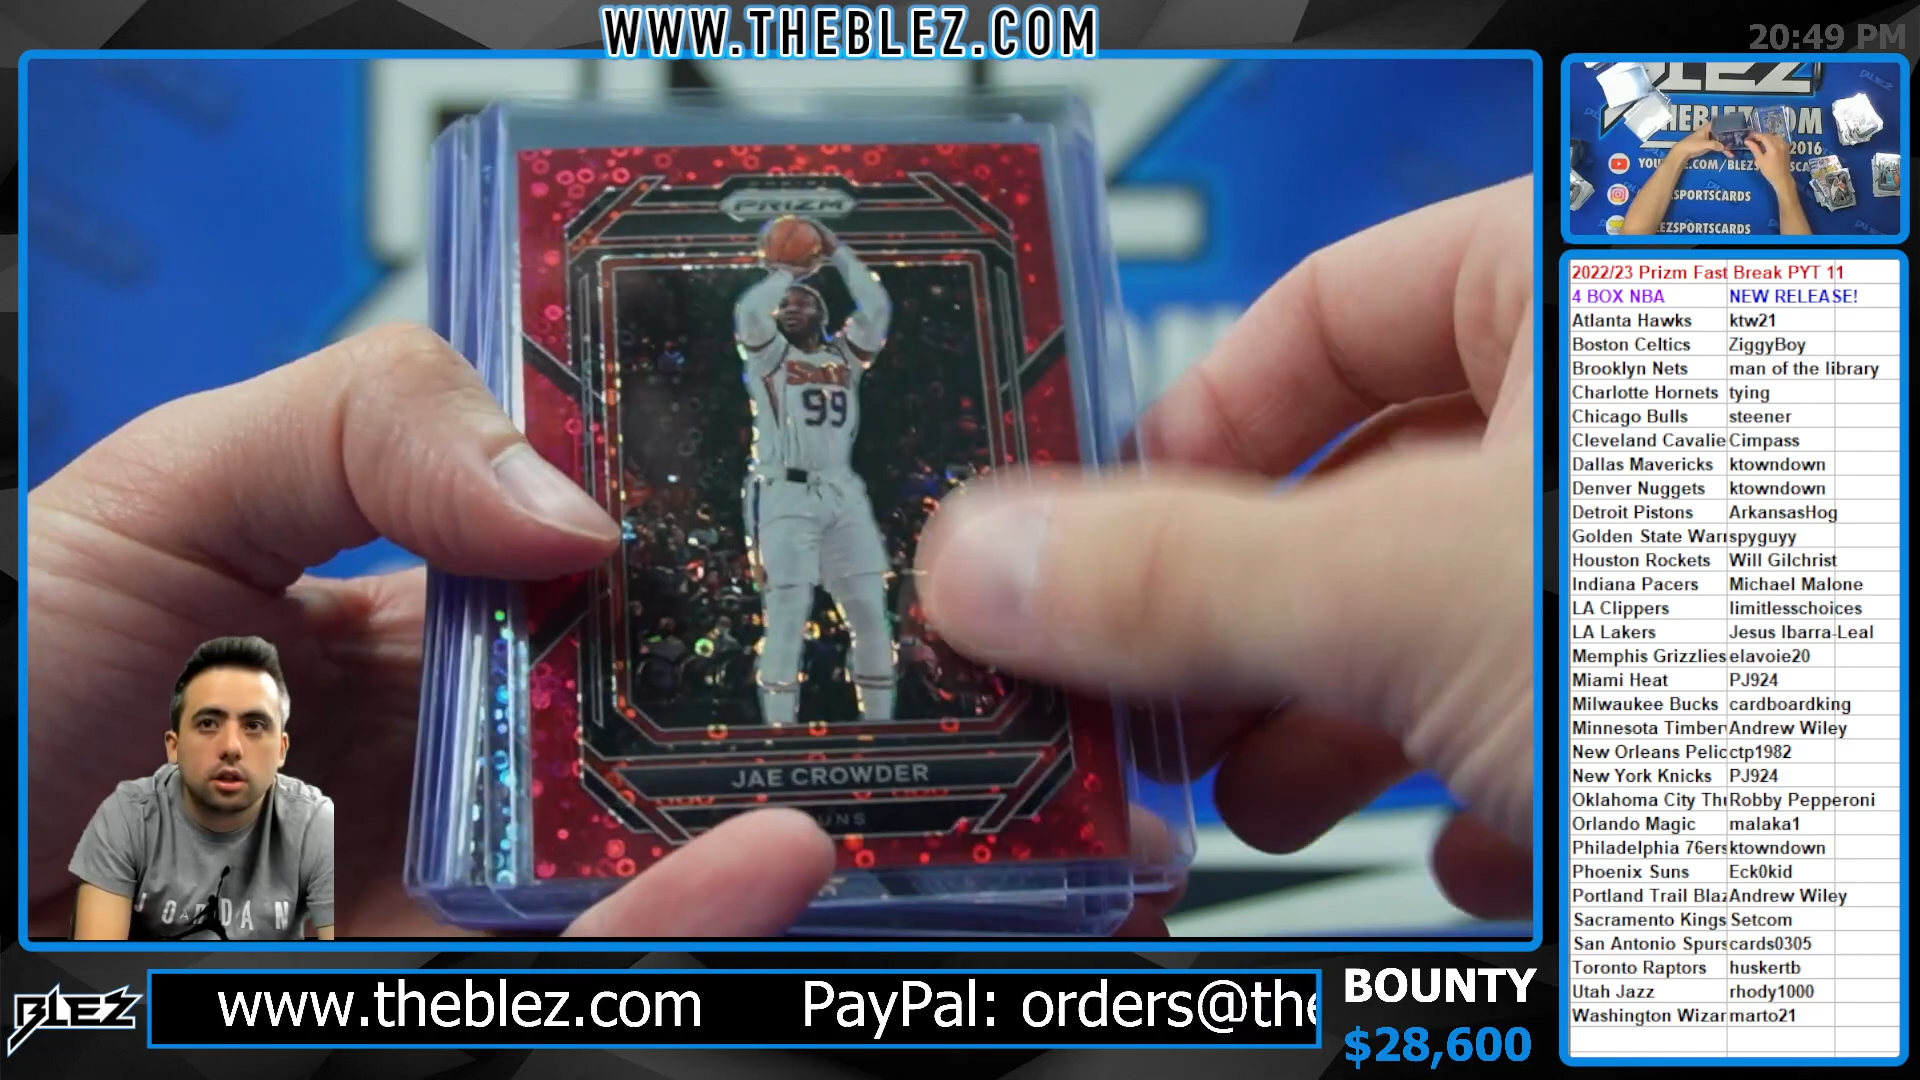 WWW.THEBLEZ.COM
20:49 PM
PRIZM
Suns
99
JAE CROWDER
JORDAN
BLEZ
2016
SPORTSCARDS
2022/23 Prizm Fast Break PYT 11
4 BOX NBA NEW RELEASE!
Atlanta Hawks ktw21
Boston Celtics ZiggyBoy
Brooklyn Nets man of the library
Charlotte Hornets tying
Chicago Bulls steener
Cleveland Cavalie Cimpass
Dallas Mavericks ktowndown
Denver Nuggets ktowndown
Detroit Pistons ArkansasHog
Golden State Warr spyguyy
Houston Rockets Will Gilchrist
Indiana Pacers Michael Malone
LA Clippers limitlesschoices
LA Lakers Jesus Ibarra-Leal
Memphis Grizzlies elavoie20
Miami Heat PJ924
Milwaukee Bucks cardboardking
Minnesota Timber Andrew Wiley
New Orleans Pelic ctp1982
New York Knicks PJ924
Oklahoma City Thu Robby Pepperoni
Orlando Magic malaka1
Philadelphia 76ers ktowndown
Phoenix Suns Eck0kid
Portland Trail Blaz Andrew Wiley
Sacramento Kings Setcom
San Antonio Spurs cards0305
Toronto Raptors huskertb
Utah Jazz rhody1000
Washington Wizar marto21
BLEZ
www.theblez.com PayPal: orders@the
BOUNTY
$28,600